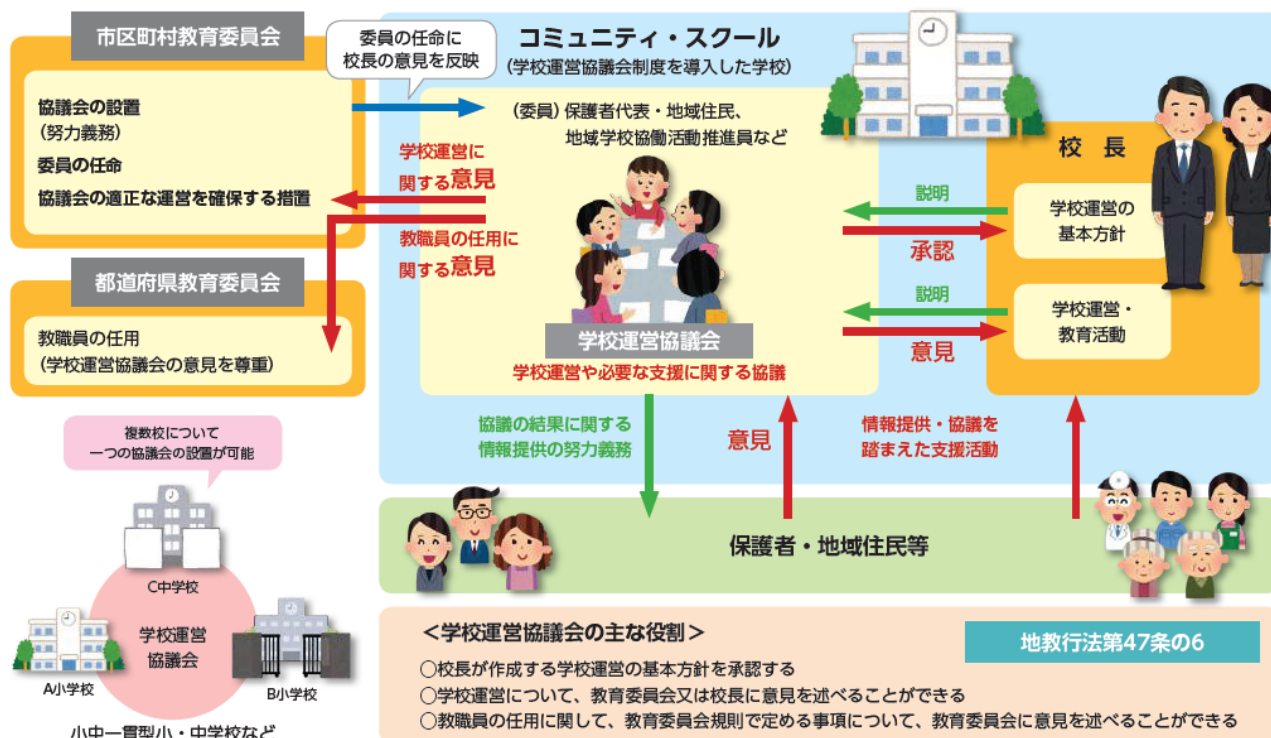 市区町村教育委員会
協議会の設置
(努力義務)
委員の任命
協議会の適正な運営を確保する措置
都道府県教育委員会
教職員の任用
(学校運営協議会の意見を尊重)
委員の任命に
校長の意見を反映
コミュニティ・スクール
(学校運営協議会制度を導入した学校)
(委員) 保護者代表・地域住民、
地域学校協働活動推進員など
学校運営に
関する意見
教職員の任用に
関する意見
学校運営協議会
学校運営や必要な支援に関する協議
校 長
説明
承認
学校運営の
基本方針
説明
意見
学校運営・
教育活動
協議の結果に関する
情報提供の努力義務
意見
情報提供・協議を
踏まえた支援活動
保護者・地域住民等
複数校について
一つの協議会の設置が可能
C中学校
学校運営
協議会
A小学校
B小学校
小中一貫型小・中学校など
<学校運営協議会の主な役割>
地教行法第47条の6
○校長が作成する学校運営の基本方針を承認する
○学校運営について、教育委員会又は校長に意見を述べることができる
○教職員の任用に関して、教育委員会規則で定める事項について、教育委員会に意見を述べることができる